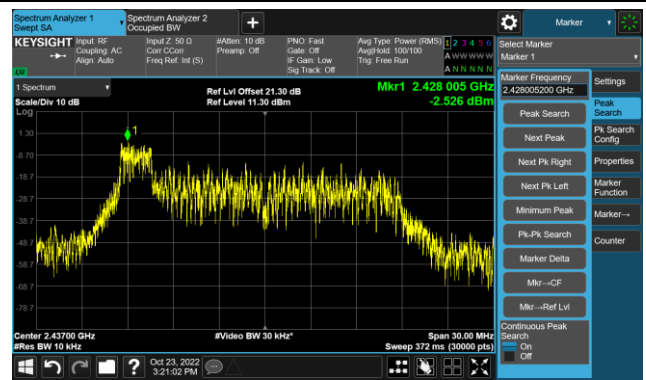 Spectrum Analyzer 1
Swept SA
Spectrum Analyzer 2
Occupied BW
+
Marker
KEYSIGHT
Input: RF
Coupling: AC
Align: Auto
Input Z: 50 Ω
Corr CCorr
Freq Ref: Int (S)
#Atten: 10 dB
Preamp: Off
PNO: Fast
Gate: Off
IF Gain: Low
Sig Track: Off
Avg Type: Power (RMS)
Avg|Hold: 100/100
Trig: Free Run
1 2 3 4 5 6
A W W W W W
A N N N N N
LW
Select Marker
Marker 1
1 Spectrum
Scale/Div 10 dB
Log
Ref Lvl Offset 21.30 dB
Ref Level 11.30 dBm
Mkr1 2.428 005 GHz
-2.526 dBm
1.30
-8.70
-18.7
-28.7
-38.7
-48.7
-58.7
-68.7
-78.7
1
Center 2.43700 GHz
#Res BW 10 kHz
#Video BW 30 kHz*
Span 30.00 MHz
Sweep 372 ms (30000 pts)
Marker Frequency
2.428005200 GHz
Peak Search
Next Peak
Next Pk Right
Next Pk Left
Minimum Peak
Pk-Pk Search
Marker Delta
Mkr→CF
Mkr→Ref Lvl
Continuous Peak
Search
On
Off
Settings
Peak
Search
Pk Search
Config
Properties
Marker
Function
Marker→
Counter
?
Oct 23, 2022
3:21:02 PM